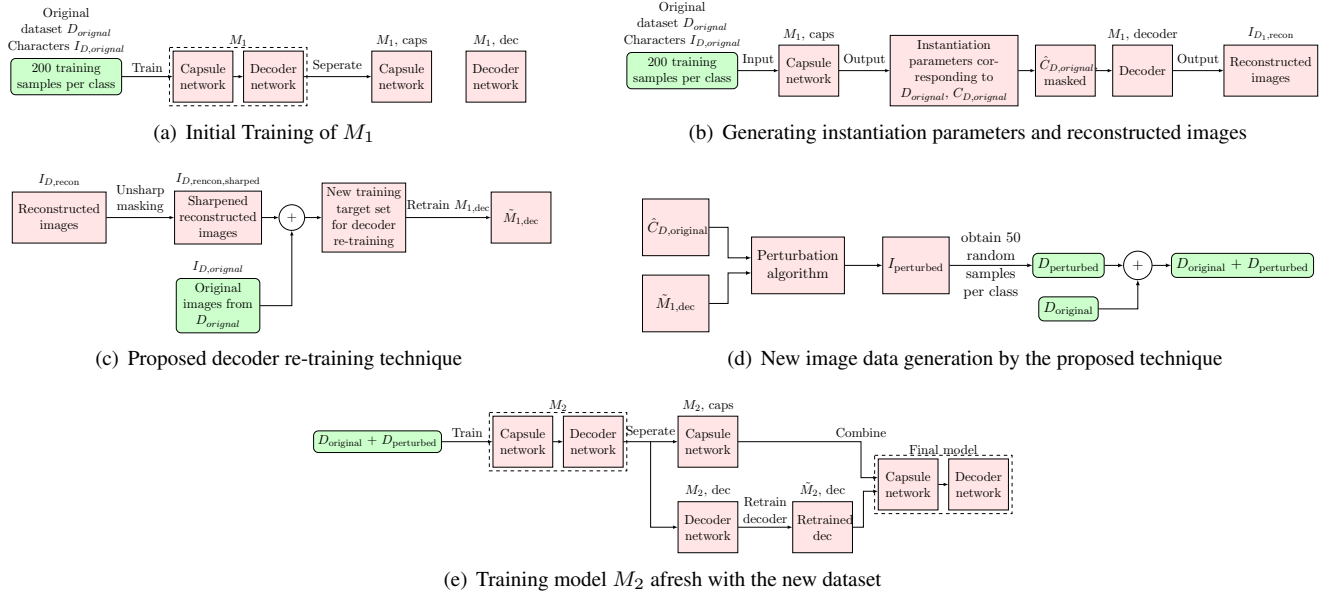 Original
dataset D_orignal
Characters I_D,orignal
200 training
samples per class
Train
M_1
Capsule
network
Decoder
network
Seperate
M_1, caps
Capsule
network
M_1, dec
Decoder
network
(a) Initial Training of M_1
Original
dataset D_orignal
Characters I_D,orignal
200 training
samples per class
Input
M_1, caps
Capsule
network
Output
Instantiation
parameters cor-
responding to
D_orignal, C_D,orignal
Ĉ_D,orignal,
masked
M_1, decoder
Decoder
Output
I_D1,recon
Reconstructed
images
(b) Generating instantiation parameters and reconstructed images
I_D,recon
Reconstructed
images
Unsharp
masking
I_D,rencon,sharped
Sharpened
reconstructed
images
+
I_D,orignal
Original
images from
D_orignal
New training
target set
for decoder
re-training
Retrain M_1,dec
M̃_1,dec
(c) Proposed decoder re-training technique
Ĉ_D,original
M̃_1,dec
Perturbation
algorithm
I_perturbed
obtain 50
random
samples
per class
D_perturbed
D_original
+
D_original + D_perturbed
(d) New image data generation by the proposed technique
D_original + D_perturbed
Train
M_2
Capsule
network
Decoder
network
Seperate
M_2, caps
Capsule
network
Combine
M_2, dec
Decoder
network
Retrain
decoder
M̃_2, dec
Retrained
dec
Final model
Capsule
network
Decoder
network
(e) Training model M_2 afresh with the new dataset